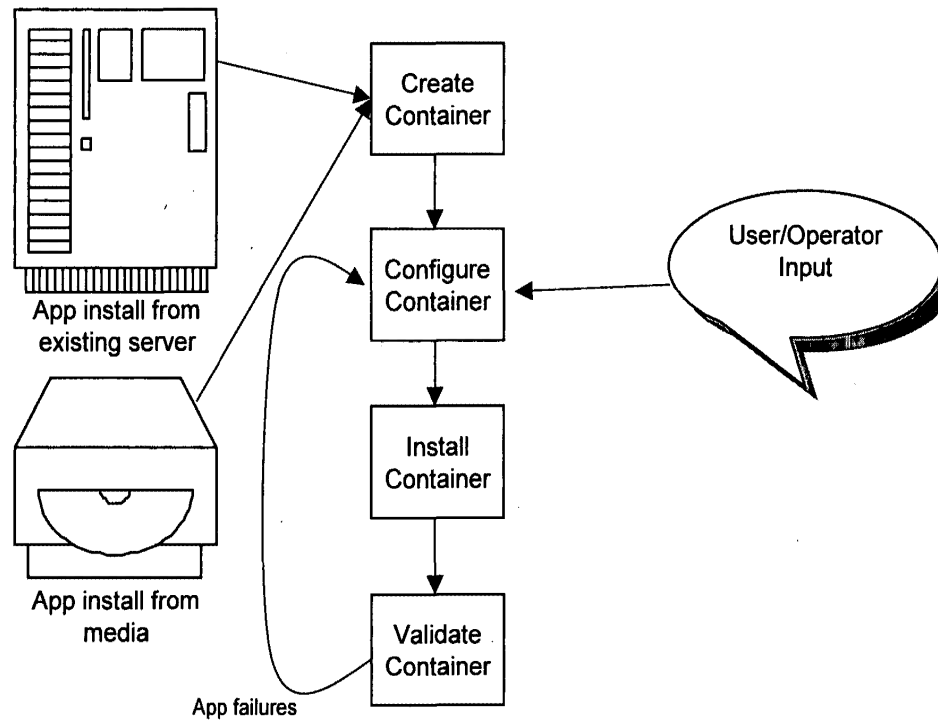 Create
Container
App install from
existing server
Configure
Container
User/Operator
Input
Install
Container
App install from
media
Validate
Container
App failures